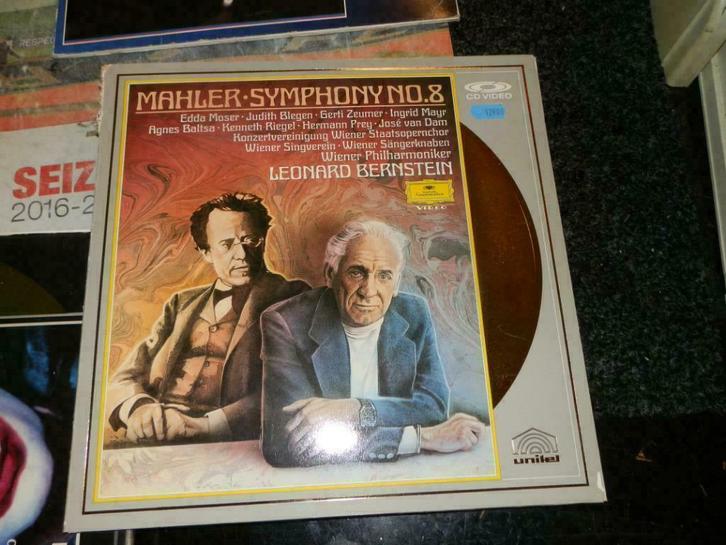 RESPEC
MAHLER · SYMPHONY NO. 8
Edda Moser · Judith Blegen · Gerti Zeumer · Ingrid Mayr
Agnes Baltsa · Kenneth Riegel · Hermann Prey · José van Dam
Konzertvereinigung Wiener Staatsopernchor
Wiener Singverein · Wiener Sängerknaben
Wiener Philharmoniker
LEONARD BERNSTEIN
VIDEO
CD VIDEO
SEIZ
2016-2
unitel